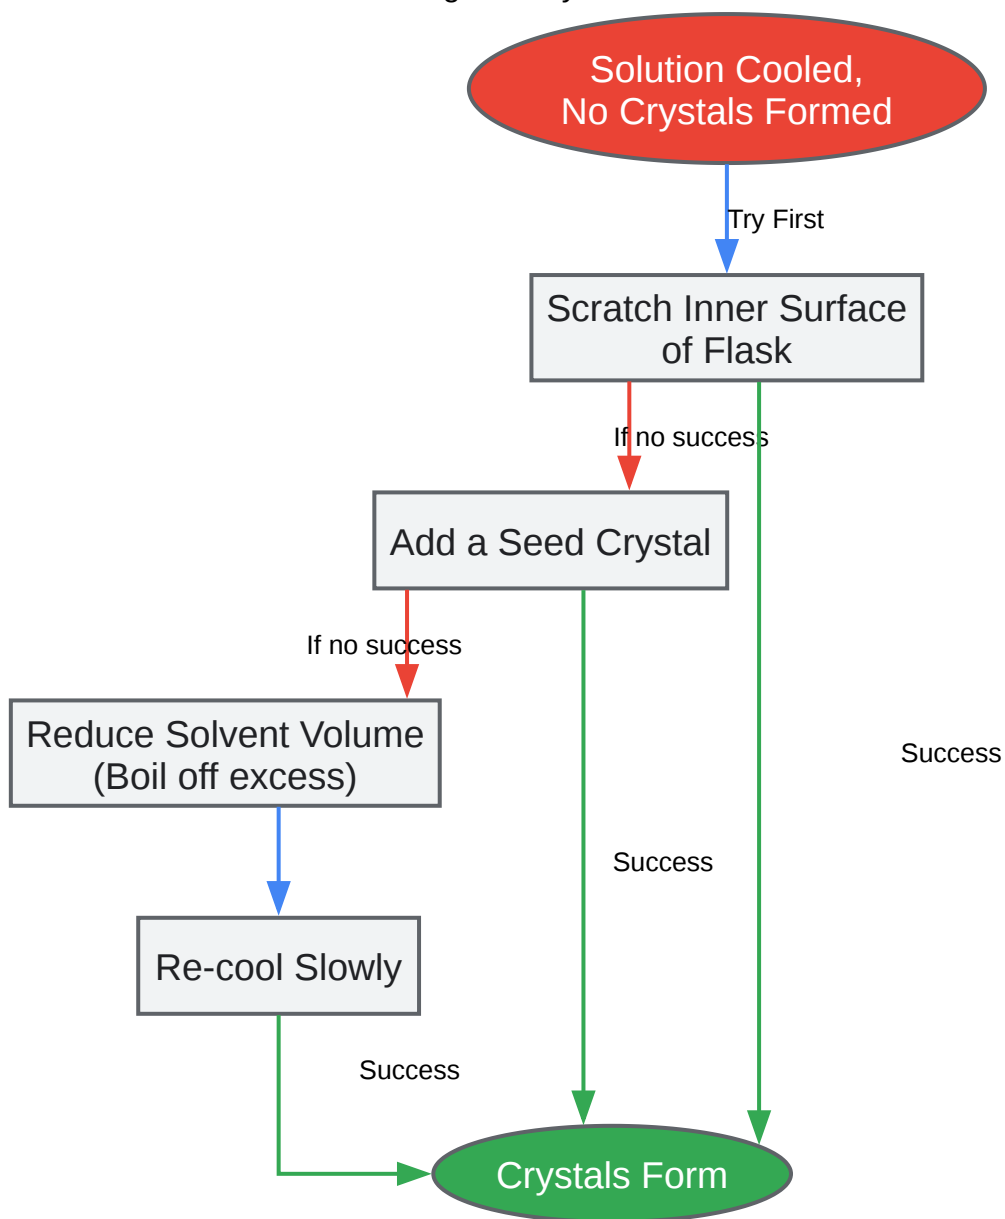 Solution Cooled,
No Crystals Formed
Try First
Scratch Inner Surface
of Flask
If no success
Add a Seed Crystal
If no success
Reduce Solvent Volume
(Boil off excess)
Success
Success
Re-cool Slowly
Success
Crystals Form